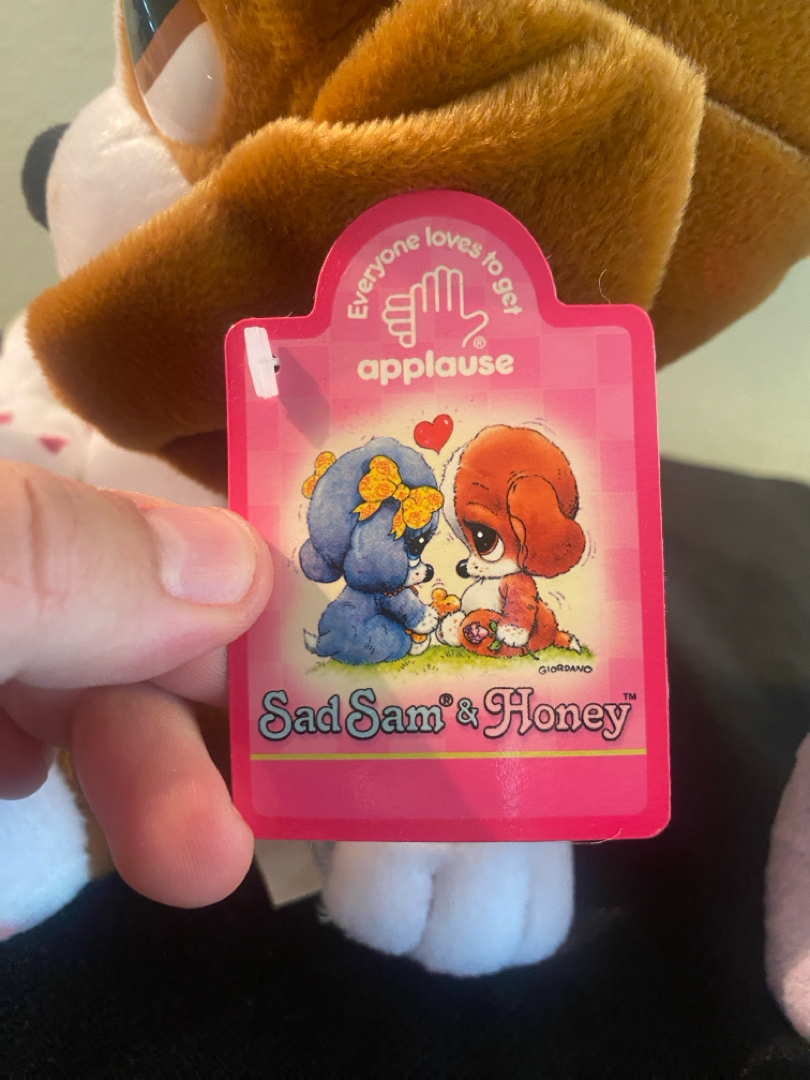 Everyone loves to get
®
applause
GIORDANO
Sad Sam® & Honey™